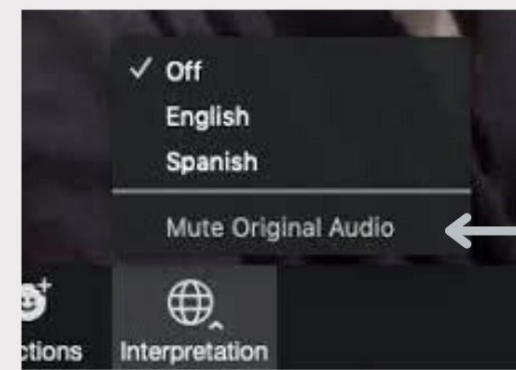 ✓ Off
English
Spanish
Mute Original Audio
ctions
Interpretation